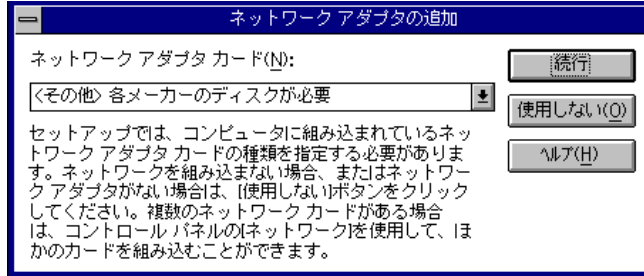 ネットワーク アダプタの追加
ネットワーク アダプタ カード(N):
続行
<その他> 各メーカーのディスクが必要
使用しない(O)
セットアップでは、コンピュータに組み込まれているネッ
トワーク アダプタ カードの種類を指定する必要がありま
す。ネットワークを組み込まない場合、またはネットワー
ク アダプタがない場合は、[使用しない]ボタンをクリック
してください。複数のネットワーク カードがある場合
は、コントロール パネルの[ネットワーク]を使用して、ほ
かのカードを組み込むことができます。
ヘルプ(H)